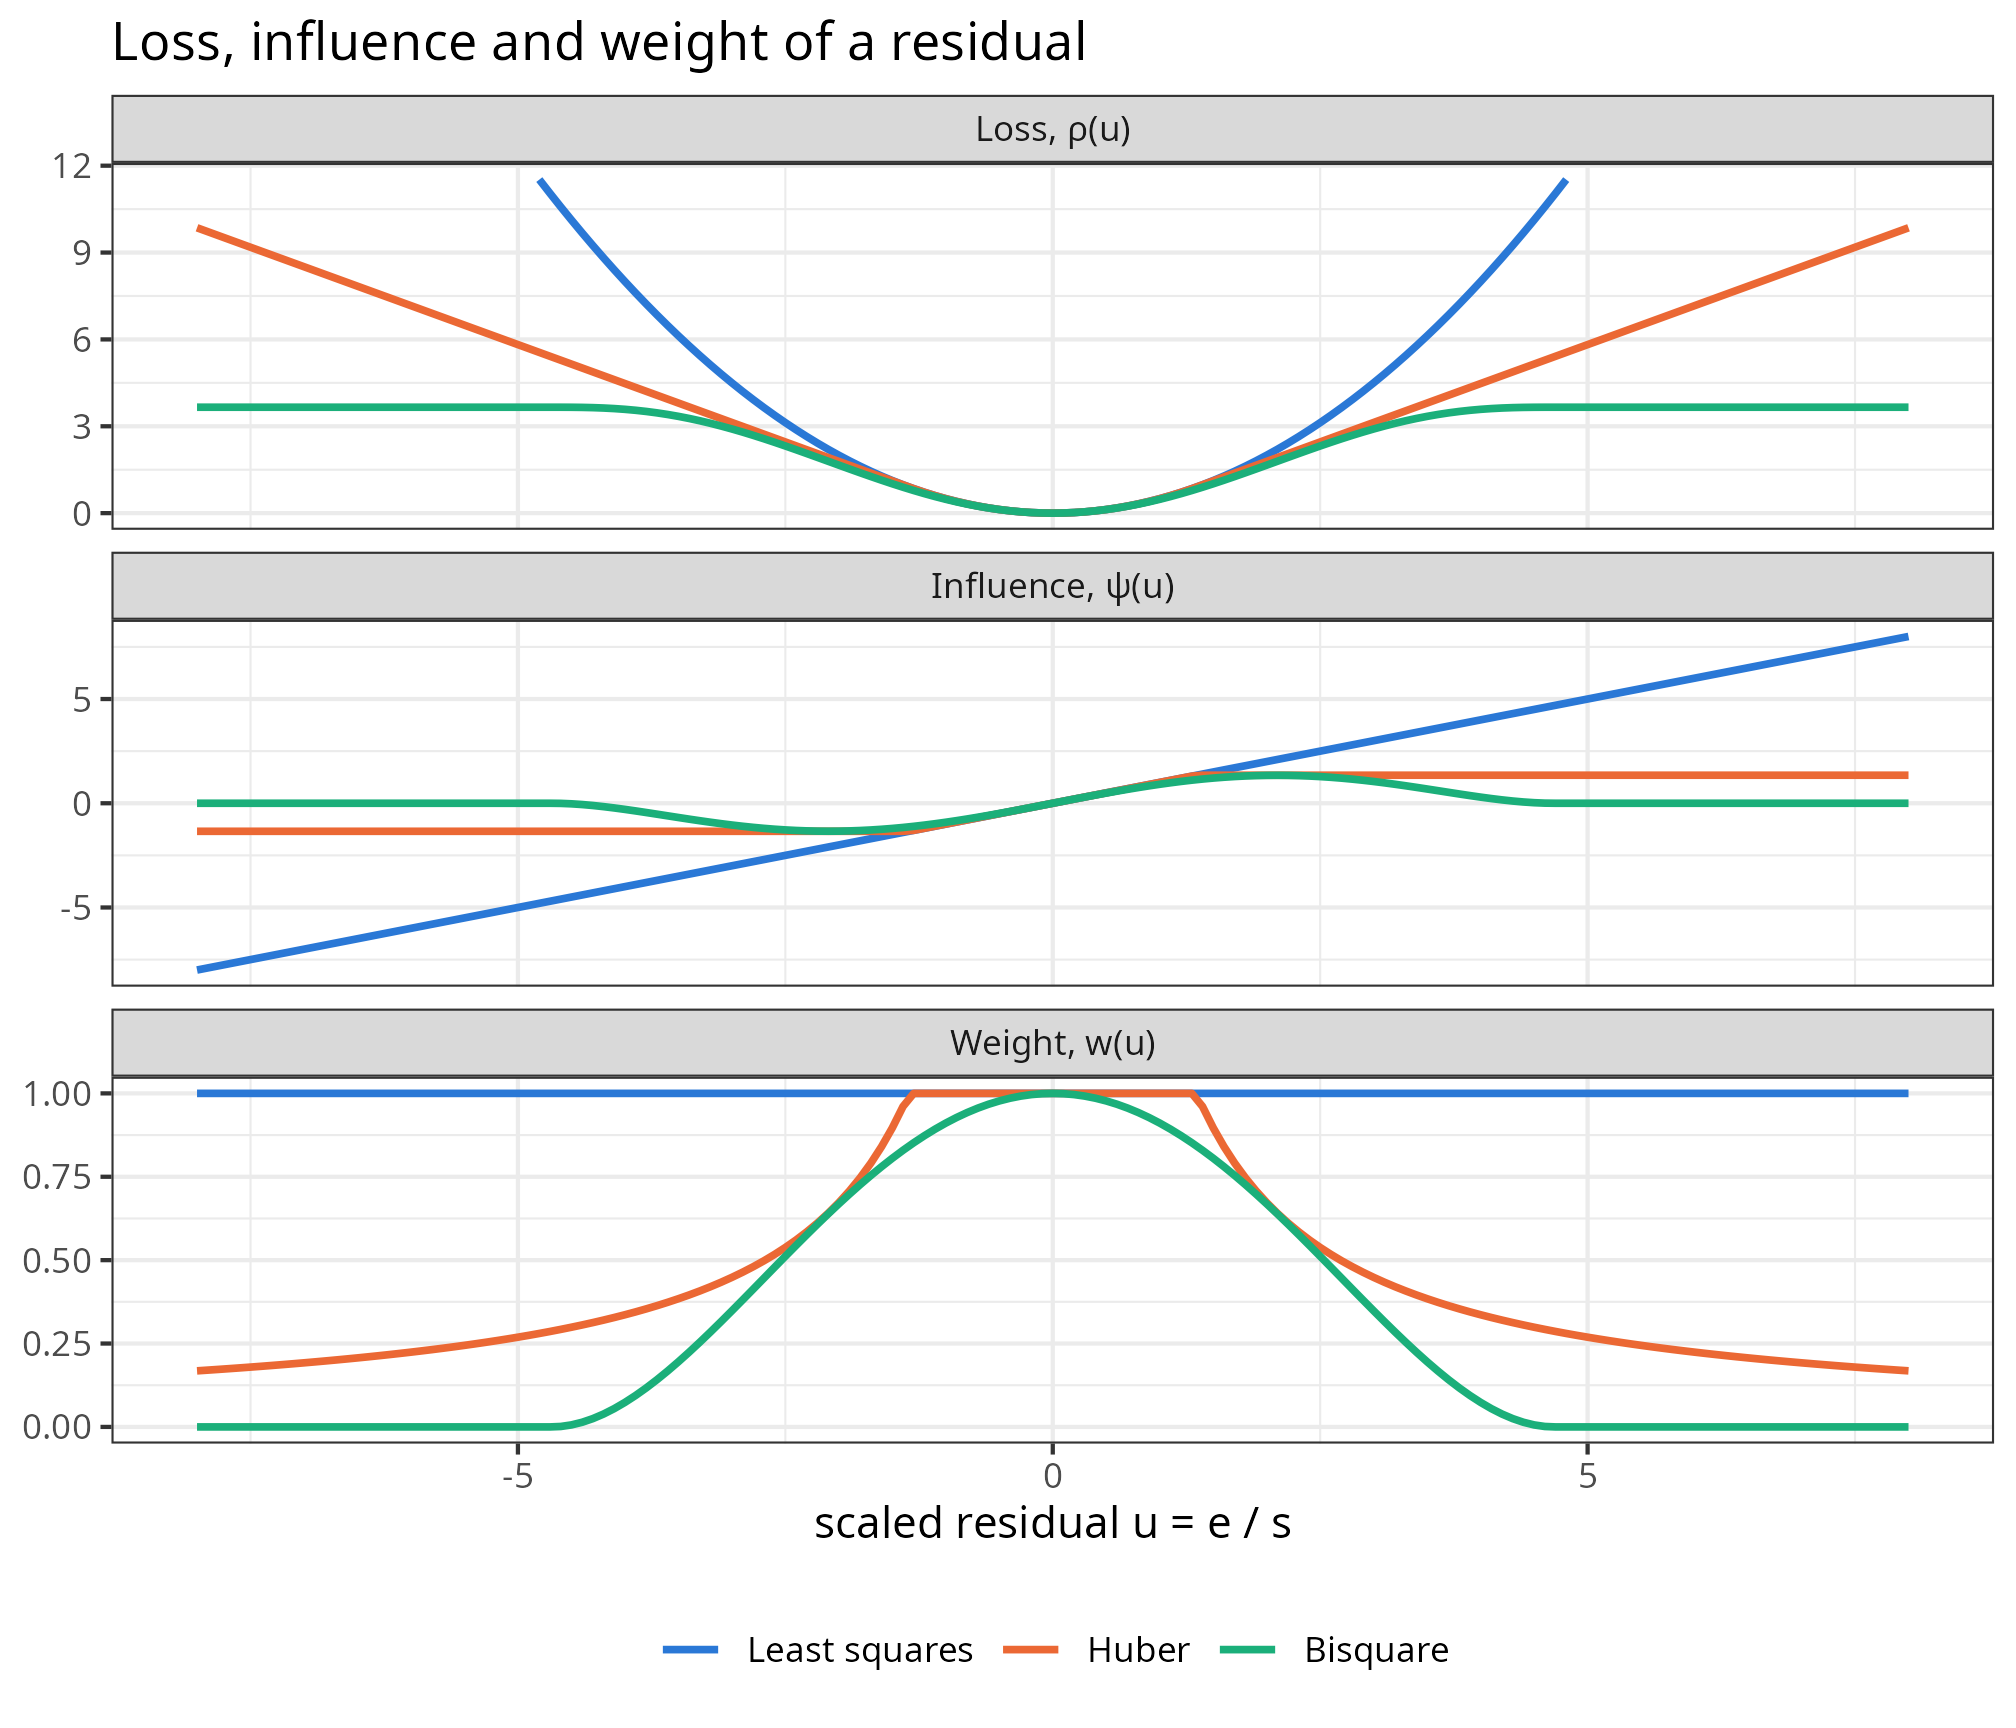 Loss, influence and weight of a residual
Loss, ρ(u)
12
9
6
3
0
Influence, ψ(u)
5
0
-5
Weight, w(u)
1.00
0.75
0.50
0.25
0.00
-5 0 5
scaled residual u = e / s
Least squares Huber Bisquare